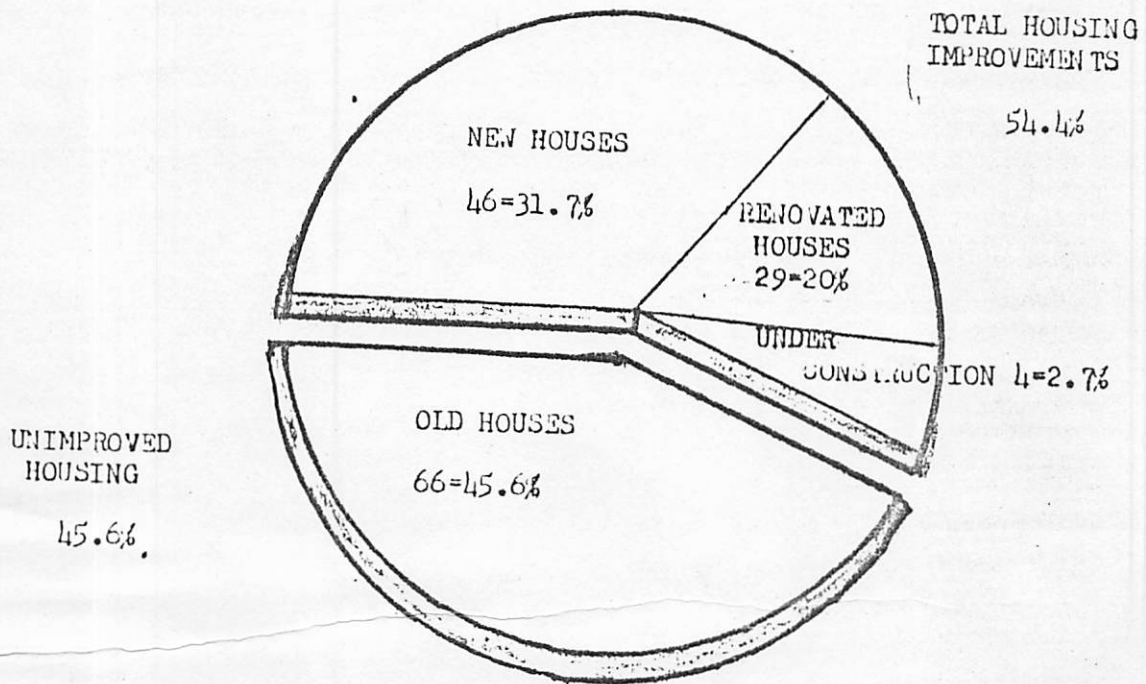 TOTAL HOUSING
IMPROVEMENTS
54.4%
NEW HOUSES
46=31.7%
RENOVATED
HOUSES
29=20%
UNDER
CONSTRUCTION 4=2.7%
OLD HOUSES
66=45.6%
UNIMPROVED
HOUSING
45.6%.